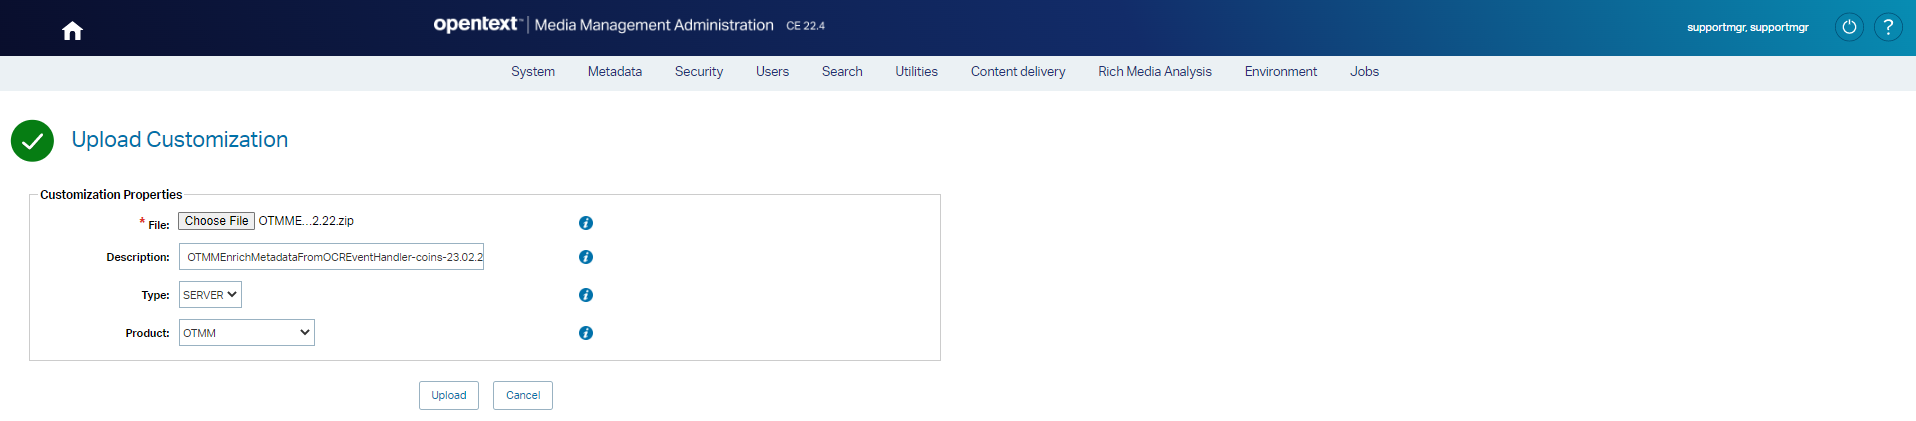 opentext™ | Media Management Administration CE 22.4
supportmgr, supportmgr
?
System Metadata Security Users Search Utilities Content delivery Rich Media Analysis Environment Jobs
Upload Customization
Customization Properties
* File: Choose File OTMME...2.22.zip
Description: OTMMEnrichMetadataFromOCREventHandler-coins-23.02.2
Type: SERVER
Product: OTMM
Upload Cancel